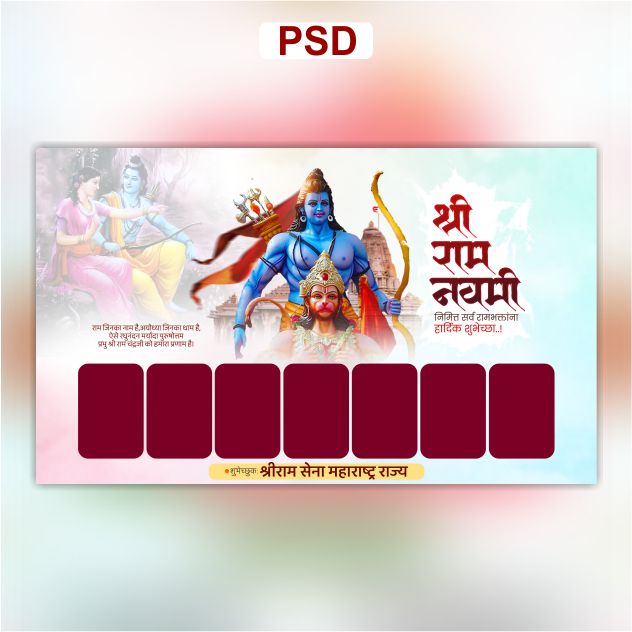 PSD
श्री
राम
नवमी
निमित्त सर्व रामभक्तांना
हार्दिक शुभेच्छा..!
राम जिनका नाम है,अयोध्या जिनका धाम है,
ऐसे रघुनंदन मर्यादा पुरुषोतम
प्रभु श्री राम चंद्रजी को हमारा प्रणाम है।
शुभेच्छुक: श्रीराम सेना महाराष्ट्र राज्य